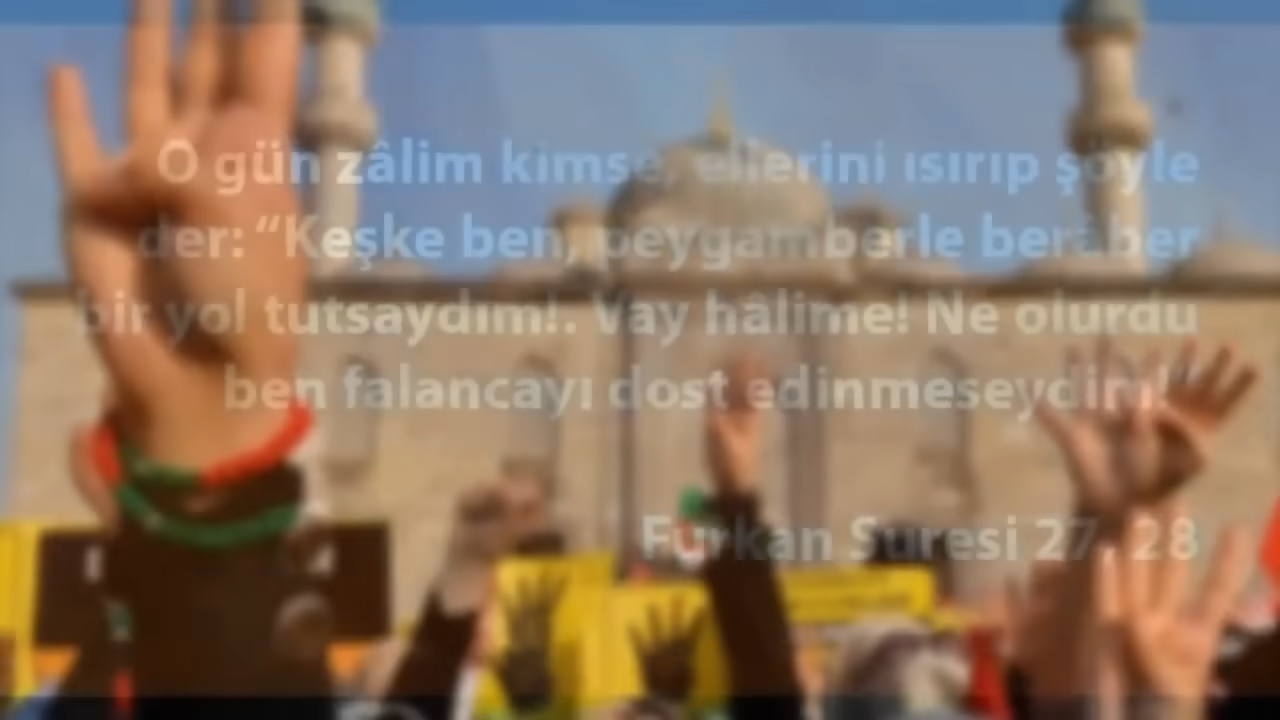 O gün zâlim kimse, ellerini ısırıp şöyle
der: “Keşke ben, peygamberle beraber
bir yol tutsaydım!. Vay hâlime! Ne olurdu
ben falancayı dost edinmeseydim!”
Furkan Suresi 27, 28